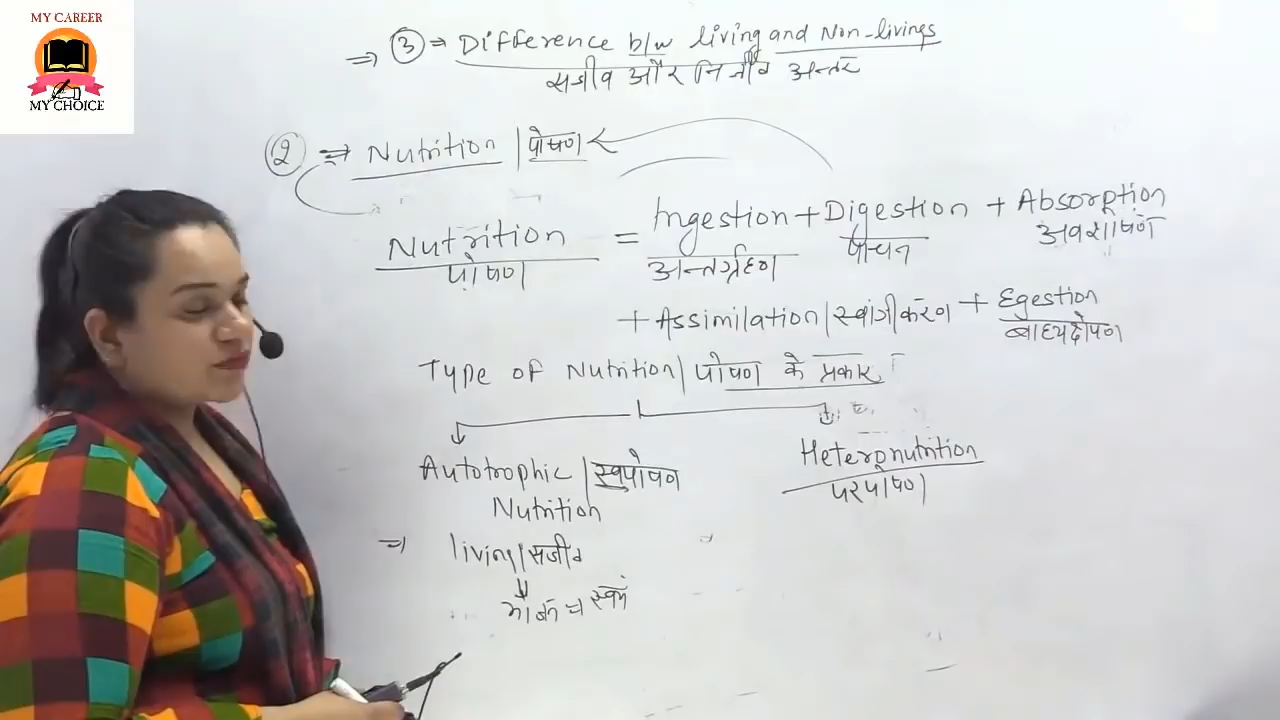 MY CAREER
MY CHOICE
⇒ ③ ⇒ Difference b/w living and Non-livings
सजीव और निर्जीव अन्तर
② ⇒ Nutrition | पोषण
Nutrition = Ingestion + Digestion + Absorption
पोषण अन्तर्ग्रहण पाचन अवशोषण
+ Assimilation | स्वांगीकरण + Egestion
Type of Nutrition | पोषण के प्रकार
Autotrophic | स्वपोषण Heteronutrition
Nutrition परपोषण
⇒ living | सजीव
स्वयं